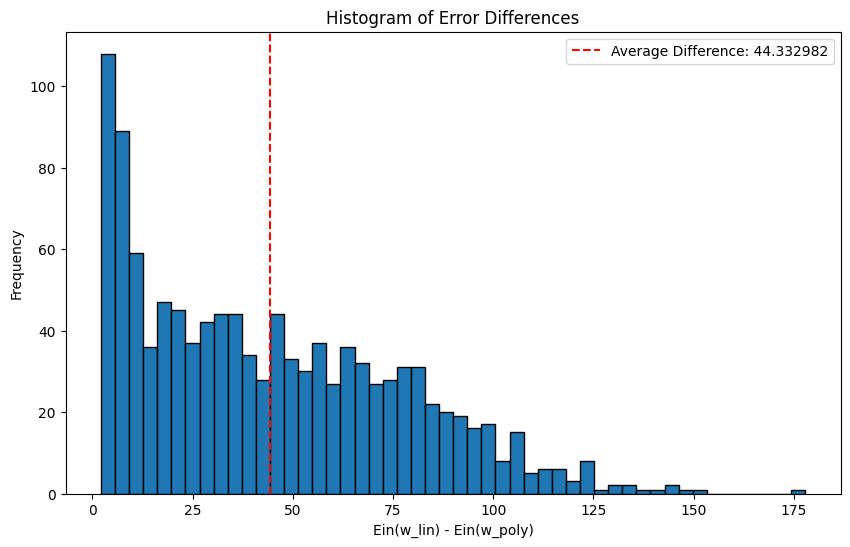 Histogram of Error Differences
Average Difference: 44.332982
Frequency
100
80
60
40
20
0
0 25 50 75 100 125 150 175
Ein(w_lin) - Ein(w_poly)